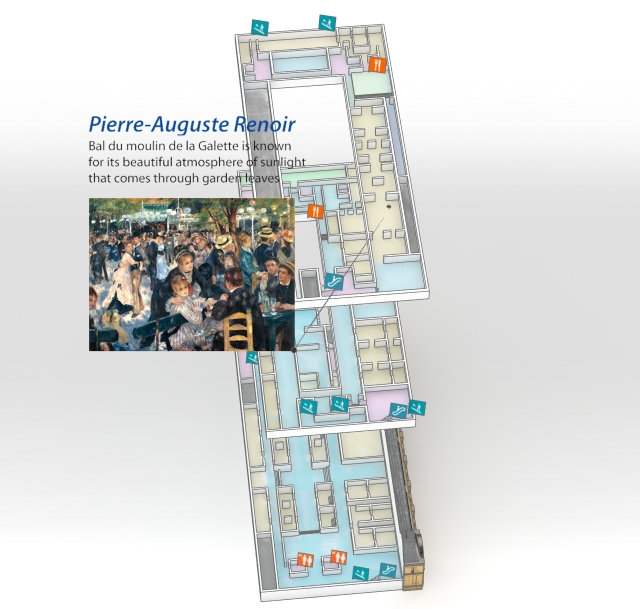 Pierre-Auguste Renoir
Bal du moulin de la Galette is known
for its beautiful atmosphere of sunlight
that comes through garden leaves